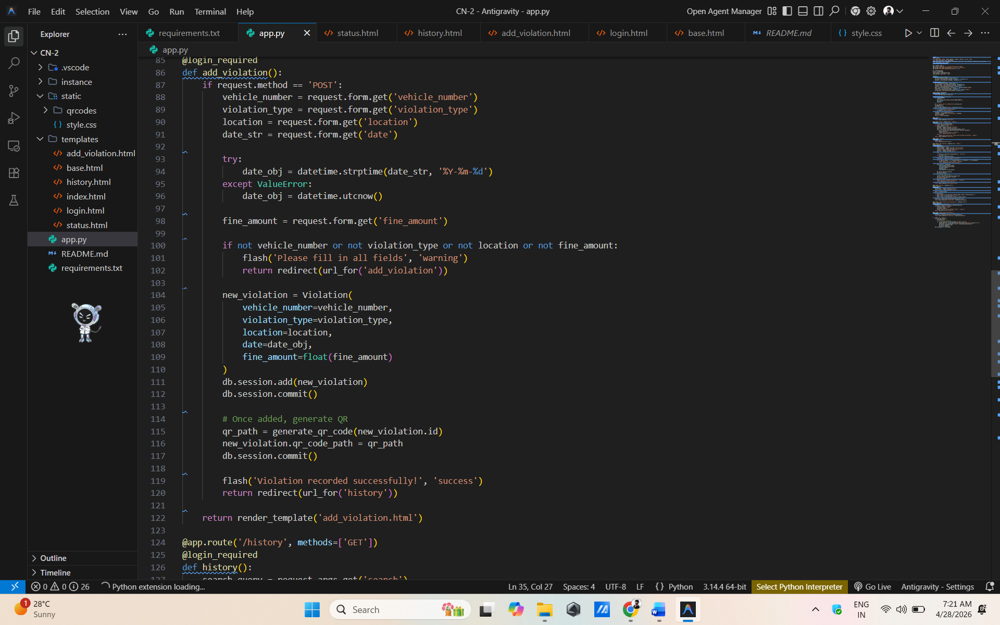 File Edit Selection View Go Run Terminal Help
CN-2 - Antigravity - app.py
Open Agent Manager
Explorer
requirements.txt
app.py
status.html
history.html
add_violation.html
login.html
base.html
README.md
style.css
CN-2
.vscode
instance
static
qrcodes
style.css
templates
add_violation.html
base.html
history.html
index.html
login.html
status.html
app.py
README.md
requirements.txt
Outline
Timeline
app.py
85 @login_required
86 def add_violation():
87 if request.method == 'POST':
88 vehicle_number = request.form.get('vehicle_number')
89 violation_type = request.form.get('violation_type')
90 location = request.form.get('location')
91 date_str = request.form.get('date')
92
93 try:
94 date_obj = datetime.strptime(date_str, '%Y-%m-%d')
95 except ValueError:
96 date_obj = datetime.utcnow()
97
98 fine_amount = request.form.get('fine_amount')
99
100 if not vehicle_number or not violation_type or not location or not fine_amount:
101 flash('Please fill in all fields', 'warning')
102 return redirect(url_for('add_violation'))
103
104 new_violation = Violation(
105 vehicle_number=vehicle_number,
106 violation_type=violation_type,
107 location=location,
108 date=date_obj,
109 fine_amount=float(fine_amount)
110 )
111 db.session.add(new_violation)
112 db.session.commit()
113
114 # Once added, generate QR
115 qr_path = generate_qr_code(new_violation.id)
116 new_violation.qr_code_path = qr_path
117 db.session.commit()
118
119 flash('Violation recorded successfully!', 'success')
120 return redirect(url_for('history'))
121
122 return render_template('add_violation.html')
123
124 @app.route('/history', methods=['GET'])
125 @login_required
126 def history():
127 search_query = request.args.get('search')
0 0 26 Python extension loading...
Ln 35, Col 27 Spaces: 4 UTF-8 LF Python 3.14.4 64-bit Select Python Interpreter Go Live Antigravity - Settings
1
28°C
Sunny
Search
ENG
IN
7:21 AM
4/28/2026